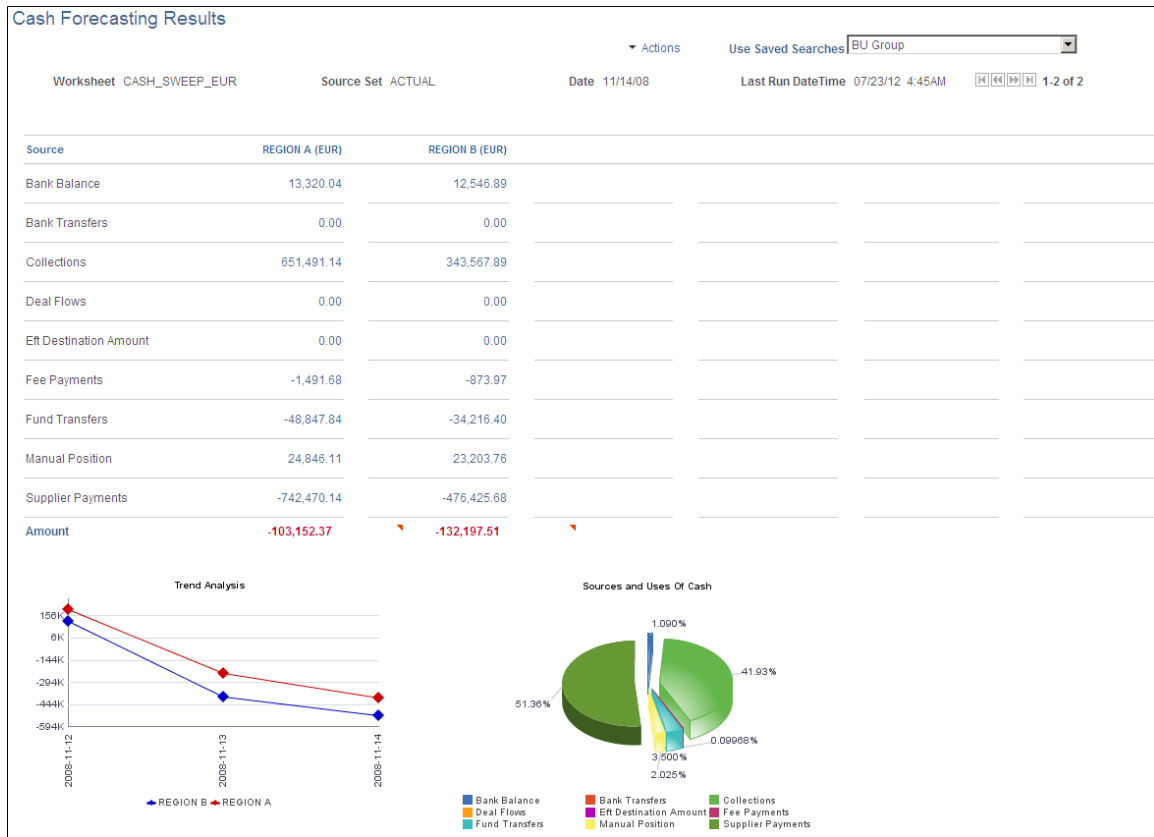 Cash Forecasting Results
Actions
Use Saved Searches BU Group
Worksheet CASH_SWEEP_EUR Source Set ACTUAL Date 11/14/08 Last Run DateTime 07/23/12 4:45AM 1-2 of 2
Source REGION A (EUR) REGION B (EUR)
Bank Balance 13,320.04 12,546.89
Bank Transfers 0.00 0.00
Collections 651,491.14 343,567.89
Deal Flows 0.00 0.00
Eft Destination Amount 0.00 0.00
Fee Payments -1,491.68 -873.97
Fund Transfers -48,847.84 -34,216.40
Manual Position 24,846.11 23,203.76
Supplier Payments -742,470.14 -476,425.68
Amount -103,152.37 -132,197.51
Trend Analysis
156K
6K
-144K
-294K
-444K
-594K
2008-11-12
2008-11-13
2008-11-14
REGION B REGION A
Sources and Uses Of Cash
1.090%
41.93%
51.36%
0.09968%
3.500%
2.025%
Bank Balance Bank Transfers Collections
Deal Flows Eft Destination Amount Fee Payments
Fund Transfers Manual Position Supplier Payments